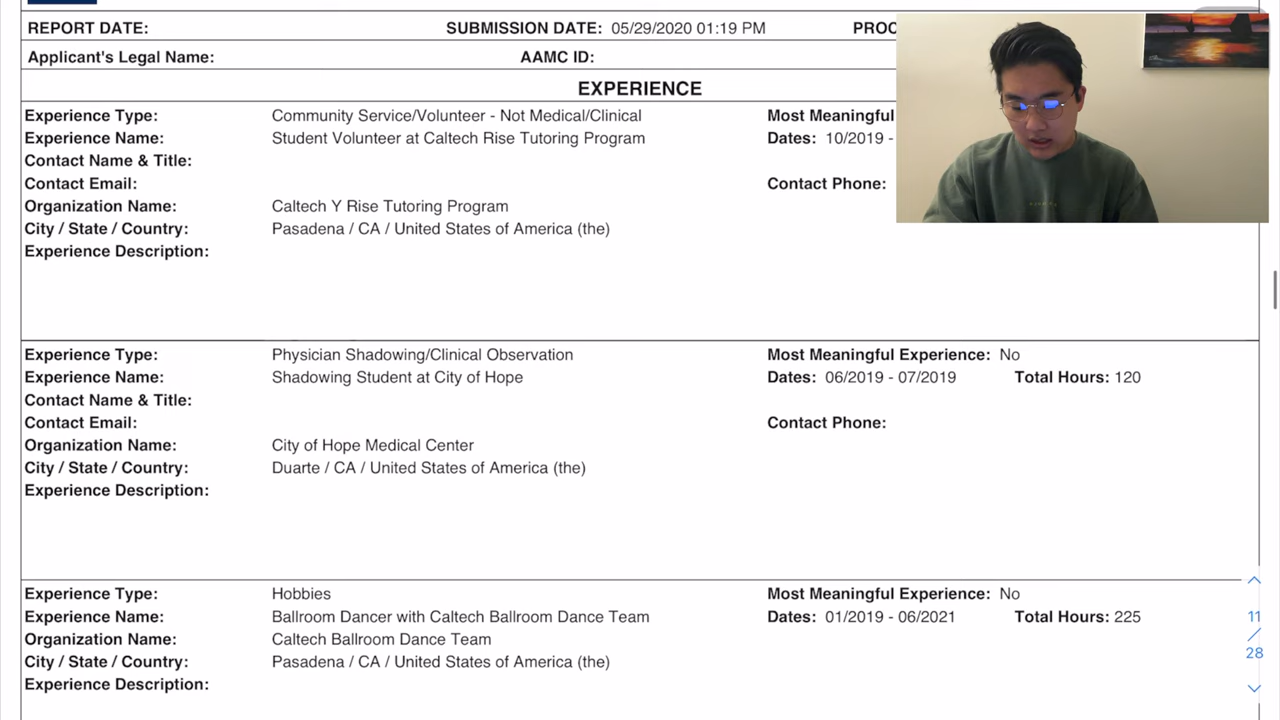 REPORT DATE: SUBMISSION DATE: 05/29/2020 01:19 PM PROC
Applicant's Legal Name: AAMC ID:
EXPERIENCE
Experience Type: Community Service/Volunteer - Not Medical/Clinical Most Meaningful
Experience Name: Student Volunteer at Caltech Rise Tutoring Program Dates: 10/2019 -
Contact Name & Title:
Contact Email: Contact Phone:
Organization Name: Caltech Y Rise Tutoring Program
City / State / Country: Pasadena / CA / United States of America (the)
Experience Description:
Experience Type: Physician Shadowing/Clinical Observation Most Meaningful Experience: No
Experience Name: Shadowing Student at City of Hope Dates: 06/2019 - 07/2019 Total Hours: 120
Contact Name & Title:
Contact Email: Contact Phone:
Organization Name: City of Hope Medical Center
City / State / Country: Duarte / CA / United States of America (the)
Experience Description:
Experience Type: Hobbies Most Meaningful Experience: No
Experience Name: Ballroom Dancer with Caltech Ballroom Dance Team Dates: 01/2019 - 06/2021 Total Hours: 225
Organization Name: Caltech Ballroom Dance Team
City / State / Country: Pasadena / CA / United States of America (the)
Experience Description:
11
/
28